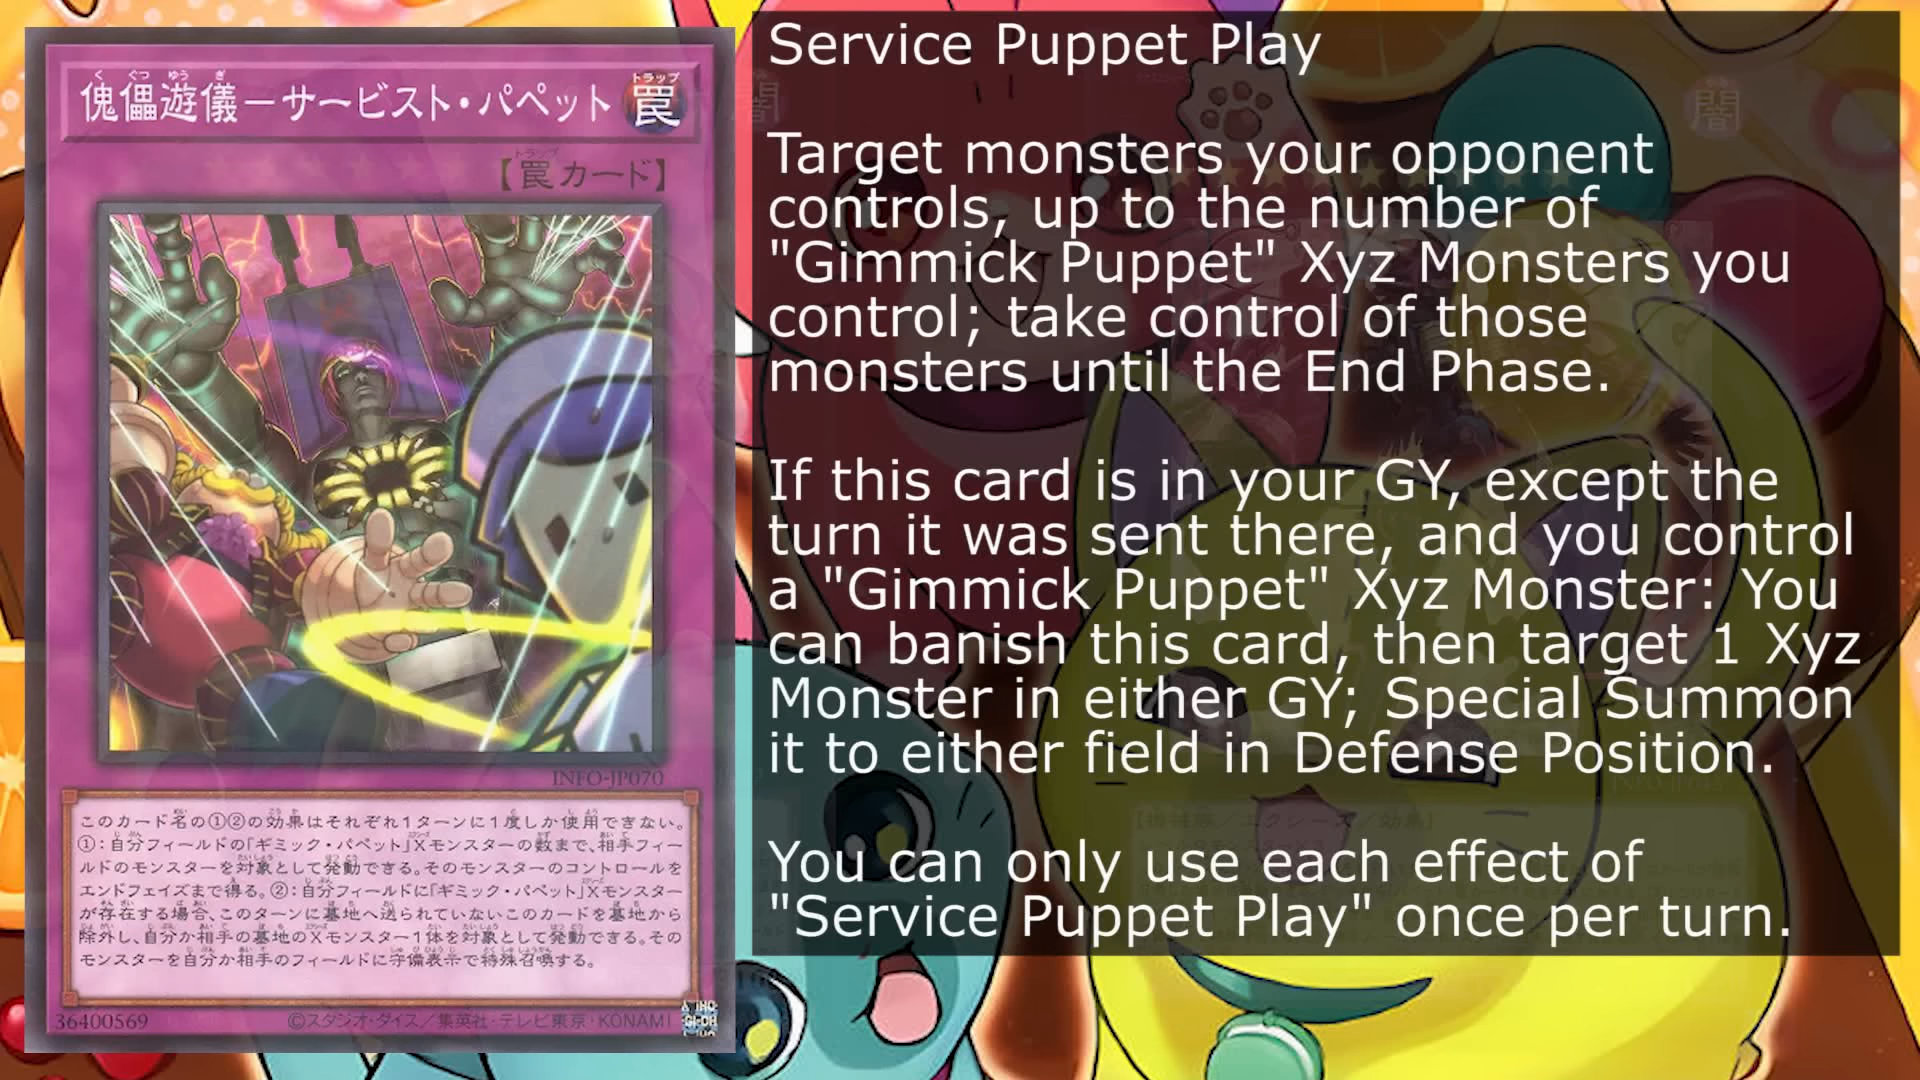 傀儡遊儀－サービスト・パペット 罠
【罠カード】
INFO-JP070
このカード名の①②の効果はそれぞれ１ターンに１度しか使用できない。
①：自分フィールドの「ギミック・パペット」Xモンスターの数まで、相手フィー
ルドのモンスターを対象として発動できる。そのモンスターのコントロールを
エンドフェイズまで得る。②：自分フィールドに「ギミック・パペット」Xモンスター
が存在する場合、このターンに墓地へ送られていないこのカードを墓地から
除外し、自分か相手の墓地のXモンスター１体を対象として発動できる。その
モンスターを自分か相手のフィールドに守備表示で特殊召喚する。
36400569 ©スタジオ・ダイス／集英社・テレビ東京・KONAMI
Service Puppet Play
Target monsters your opponent
controls, up to the number of
"Gimmick Puppet" Xyz Monsters you
control; take control of those
monsters until the End Phase.
If this card is in your GY, except the
turn it was sent there, and you control
a "Gimmick Puppet" Xyz Monster: You
can banish this card, then target 1 Xyz
Monster in either GY; Special Summon
it to either field in Defense Position.
You can only use each effect of
"Service Puppet Play" once per turn.